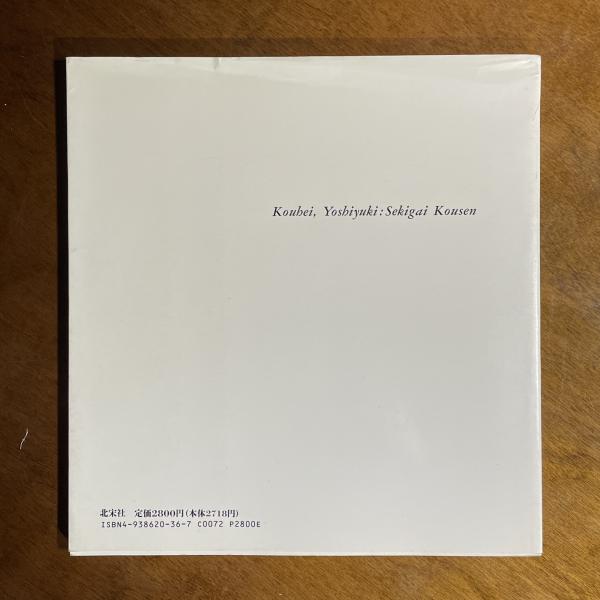 Kouhei, Yoshiyuki: Sekigai Kousen
北宋社 定価2800円(本体2718円)
ISBN4-938620-36-7 C0072 P2800E